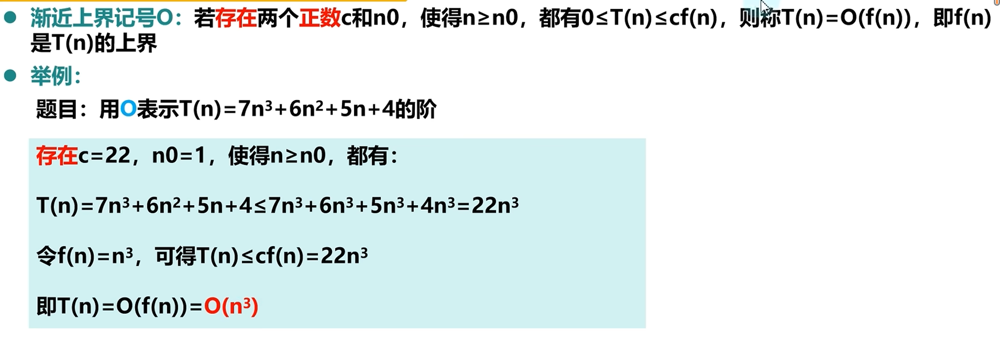 渐近上界记号O：若存在两个正数c和n0，使得n≥n0，都有0≤T(n)≤cf(n)，则称T(n)=O(f(n))，即f(n)
是T(n)的上界
举例：
题目：用O表示T(n)=7n³+6n²+5n+4的阶
存在c=22，n0=1，使得n≥n0，都有：
T(n)=7n³+6n²+5n+4≤7n³+6n³+5n³+4n³=22n³
令f(n)=n³，可得T(n)≤cf(n)=22n³
即T(n)=O(f(n))=O(n³)